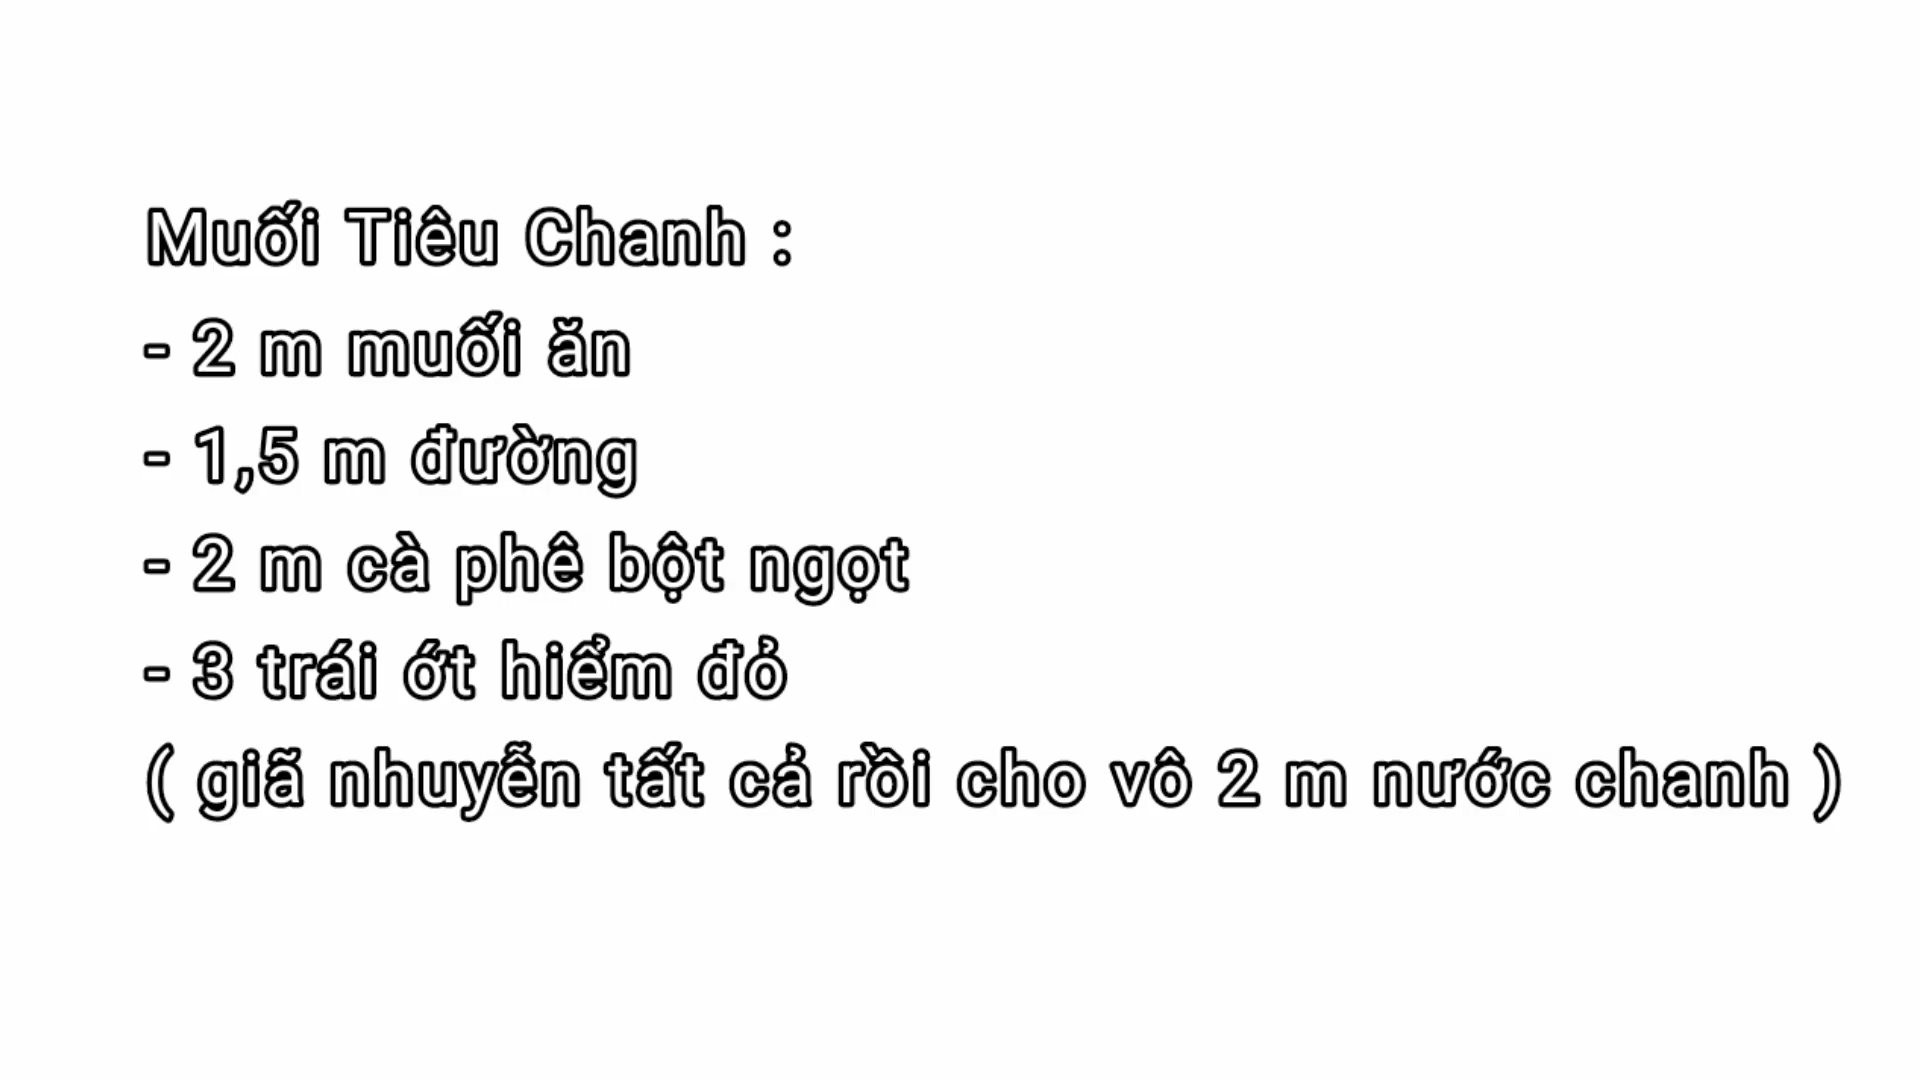 Muối Tiêu Chanh :
- 2 m muối ăn
- 1,5 m đường
- 2 m cà phê bột ngọt
- 3 trái ớt hiểm đỏ
( giã nhuyễn tất cả rồi cho vô 2 m nước chanh )